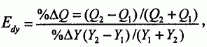 E_{dy} = \frac{\%\Delta Q = (Q_2 - Q_1)/(Q_2 + Q_1)}{\%\Delta Y (Y_2 - Y_1)/(Y_1 + Y_2)},